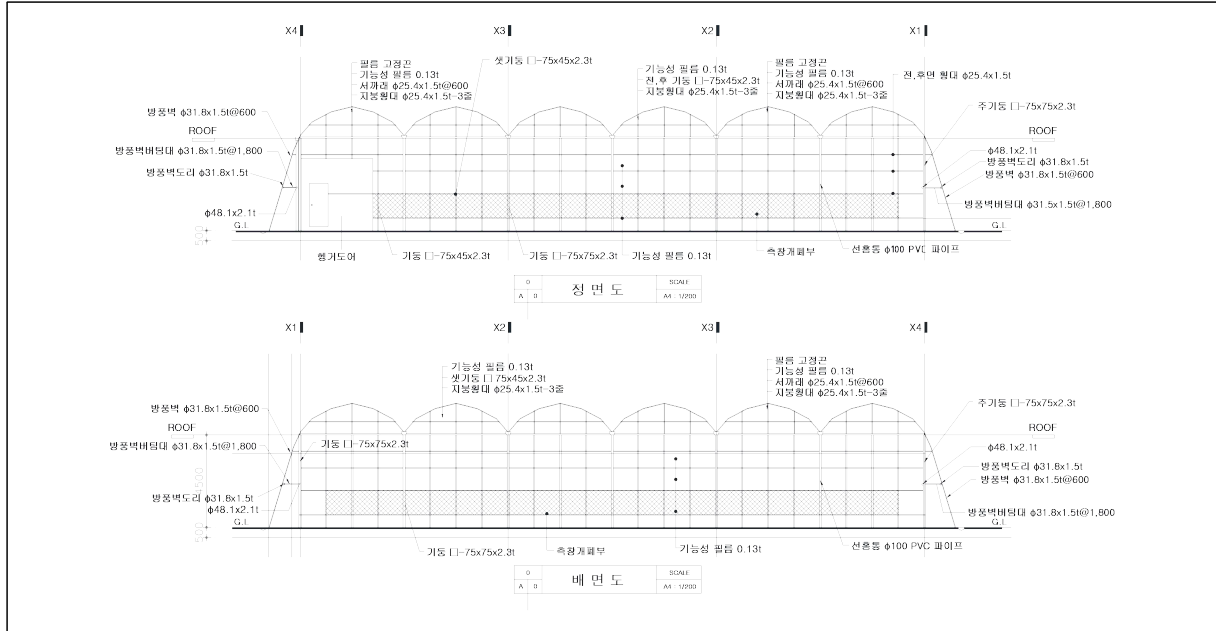 X4
X3
X2
X1
필름 고정끈
기능성 필름 0.13t
서까래 ϕ25.4x1.5t@600
지붕횡대 ϕ25.4x1.5t-3줄
샛기둥 □-75x45x2.3t
기능성 필름 0.13t
전,후 기둥 □-75x45x2.3t
지붕횡대 ϕ25.4x1.5t-3줄
필름 고정끈
기능성 필름 0.13t
서까래 ϕ25.4x1.5t@600
지붕횡대 ϕ25.4x1.5t-3줄
전,후면 횡대 ϕ25.4x1.5t
주기둥 □-75x75x2.3t
방풍벽 ϕ31.8x1.5t@600
ROOF
방풍벽버팀대 ϕ31.8x1.5t@1,800
방풍벽도리 ϕ31.8x1.5t
ϕ48.1x2.1t
G.L
500
ROOF
ϕ48.1x2.1t
방풍벽도리 ϕ31.8x1.5t
방풍벽 ϕ31.8x1.5t@600
방풍벽버팀대 ϕ31.5x1.5t@1,800
G.L
행거도어
기둥 □-75x45x2.3t
기둥 □-75x75x2.3t
기능성 필름 0.13t
측창개폐부
선홈통 ϕ100 PVC 파이프
0
A 0
정 면 도
SCALE
A4 : 1/200
X1
X2
X3
X4
기능성 필름 0.13t
샛기둥 □ 75x45x2.3t
지붕횡대 ϕ25.4x1.5t-3줄
필름 고정끈
기능성 필름 0.13t
서까래 ϕ25.4x1.5t@600
지붕횡대 ϕ25.4x1.5t-3줄
주기둥 □-75x75x2.3t
방풍벽 ϕ31.8x1.5t@600
ROOF
방풍벽버팀대 ϕ31.8x1.5t@1,800
기둥 □-75x75x2.3t
4500
방풍벽도리 ϕ31.8x1.5t
ϕ48.1x2.1t
G.L
500
ROOF
ϕ48.1x2.1t
방풍벽도리 ϕ31.8x1.5t
방풍벽 ϕ31.8x1.5t@600
방풍벽버팀대 ϕ31.8x1.5t@1,800
G.L
기둥 □-75x75x2.3t
측창개폐부
기능성 필름 0.13t
선홈통 ϕ100 PVC 파이프
0
A 0
배 면 도
SCALE
A4 : 1/200